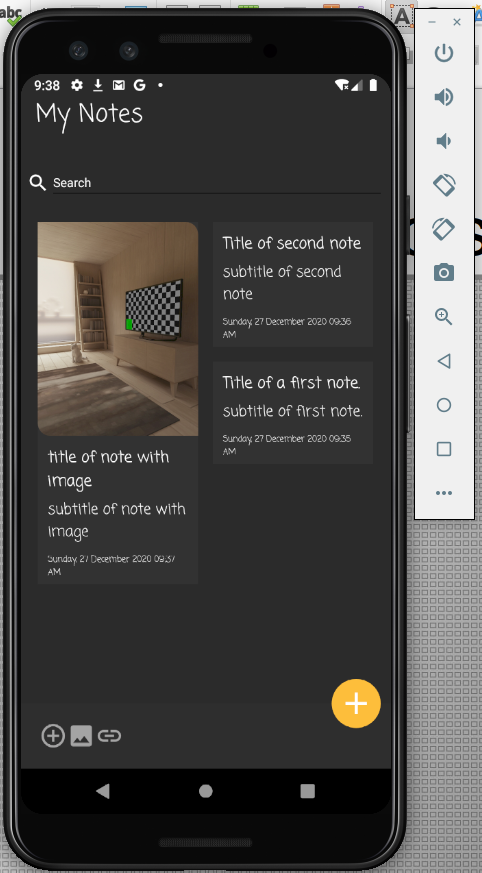 abc
A
9:38
My Notes
Search
title of note with
image
subtitle of note with
image
Sunday, 27 December 2020 09:37
AM
Title of second note
subtitle of second
note
Sunday, 27 December 2020 09:36
AM
Title of a first note.
subtitle of first note.
Sunday, 27 December 2020 09:35
AM